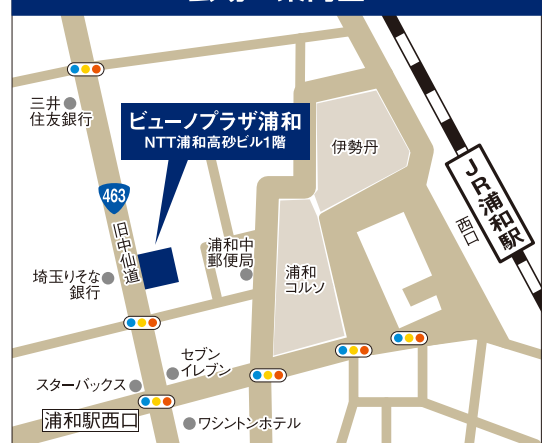 三井
住友銀行
ビューノプラザ浦和
NTT浦和高砂ビル1階
伊勢丹
JR浦和駅
西口
463
旧中仙道
浦和中
郵便局
浦和
コルソ
埼玉りそな
銀行
セブン
イレブン
スターバックス
浦和駅西口
ワシントンホテル